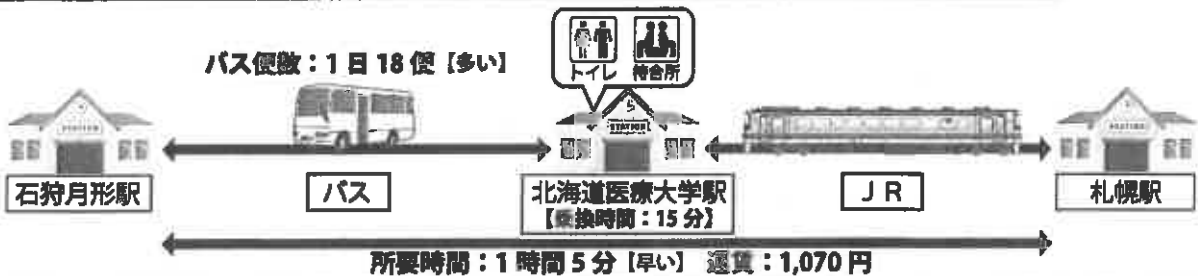 バス便数：1日18便【多い】
トイレ 待合所
STATION
STATION
石狩月形駅
バス
北海道医療大学駅
【乗換時間：15分】
JR
札幌駅
所要時間：1時間5分【早い】 運賃：1,070円